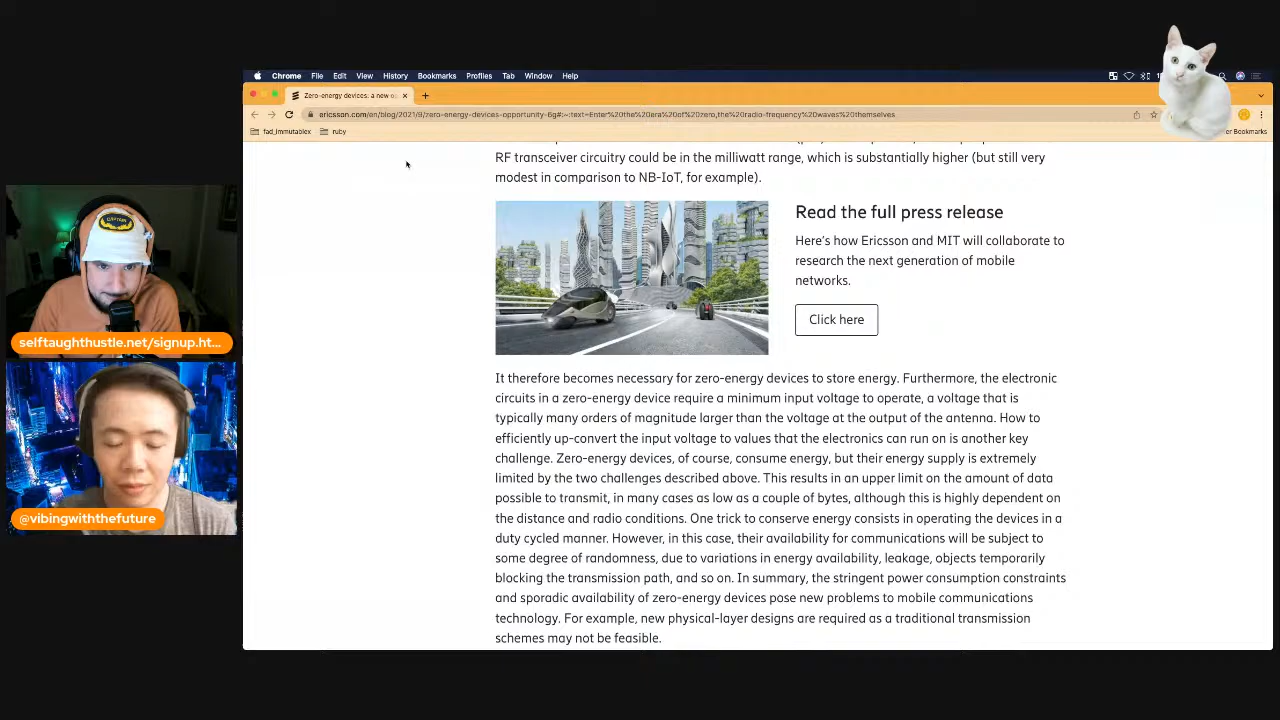 Chrome File Edit View History Bookmarks Profiles Tab Window Help
Zero-energy devices: a new op
ericsson.com/en/blog/2021/9/zero-energy-devices-opportunity-6g#:~:text=Enter%20the%20era%20of%20zero,the%20radio-frequency%20waves%20themselves
fad_immutablex ruby
er Bookmarks
RF transceiver circuitry could be in the milliwatt range, which is substantially higher (but still very
modest in comparison to NB-IoT, for example).
Read the full press release
Here's how Ericsson and MIT will collaborate to
research the next generation of mobile
networks.
Click here
It therefore becomes necessary for zero-energy devices to store energy. Furthermore, the electronic
circuits in a zero-energy device require a minimum input voltage to operate, a voltage that is
typically many orders of magnitude larger than the voltage at the output of the antenna. How to
efficiently up-convert the input voltage to values that the electronics can run on is another key
challenge. Zero-energy devices, of course, consume energy, but their energy supply is extremely
limited by the two challenges described above. This results in an upper limit on the amount of data
possible to transmit, in many cases as low as a couple of bytes, although this is highly dependent on
the distance and radio conditions. One trick to conserve energy consists in operating the devices in a
duty cycled manner. However, in this case, their availability for communications will be subject to
some degree of randomness, due to variations in energy availability, leakage, objects temporarily
blocking the transmission path, and so on. In summary, the stringent power consumption constraints
and sporadic availability of zero-energy devices pose new problems to mobile communications
technology. For example, new physical-layer designs are required as a traditional transmission
schemes may not be feasible.
CAPTAIN
selftaughthustle.net/signup.ht...
@vibingwiththefuture